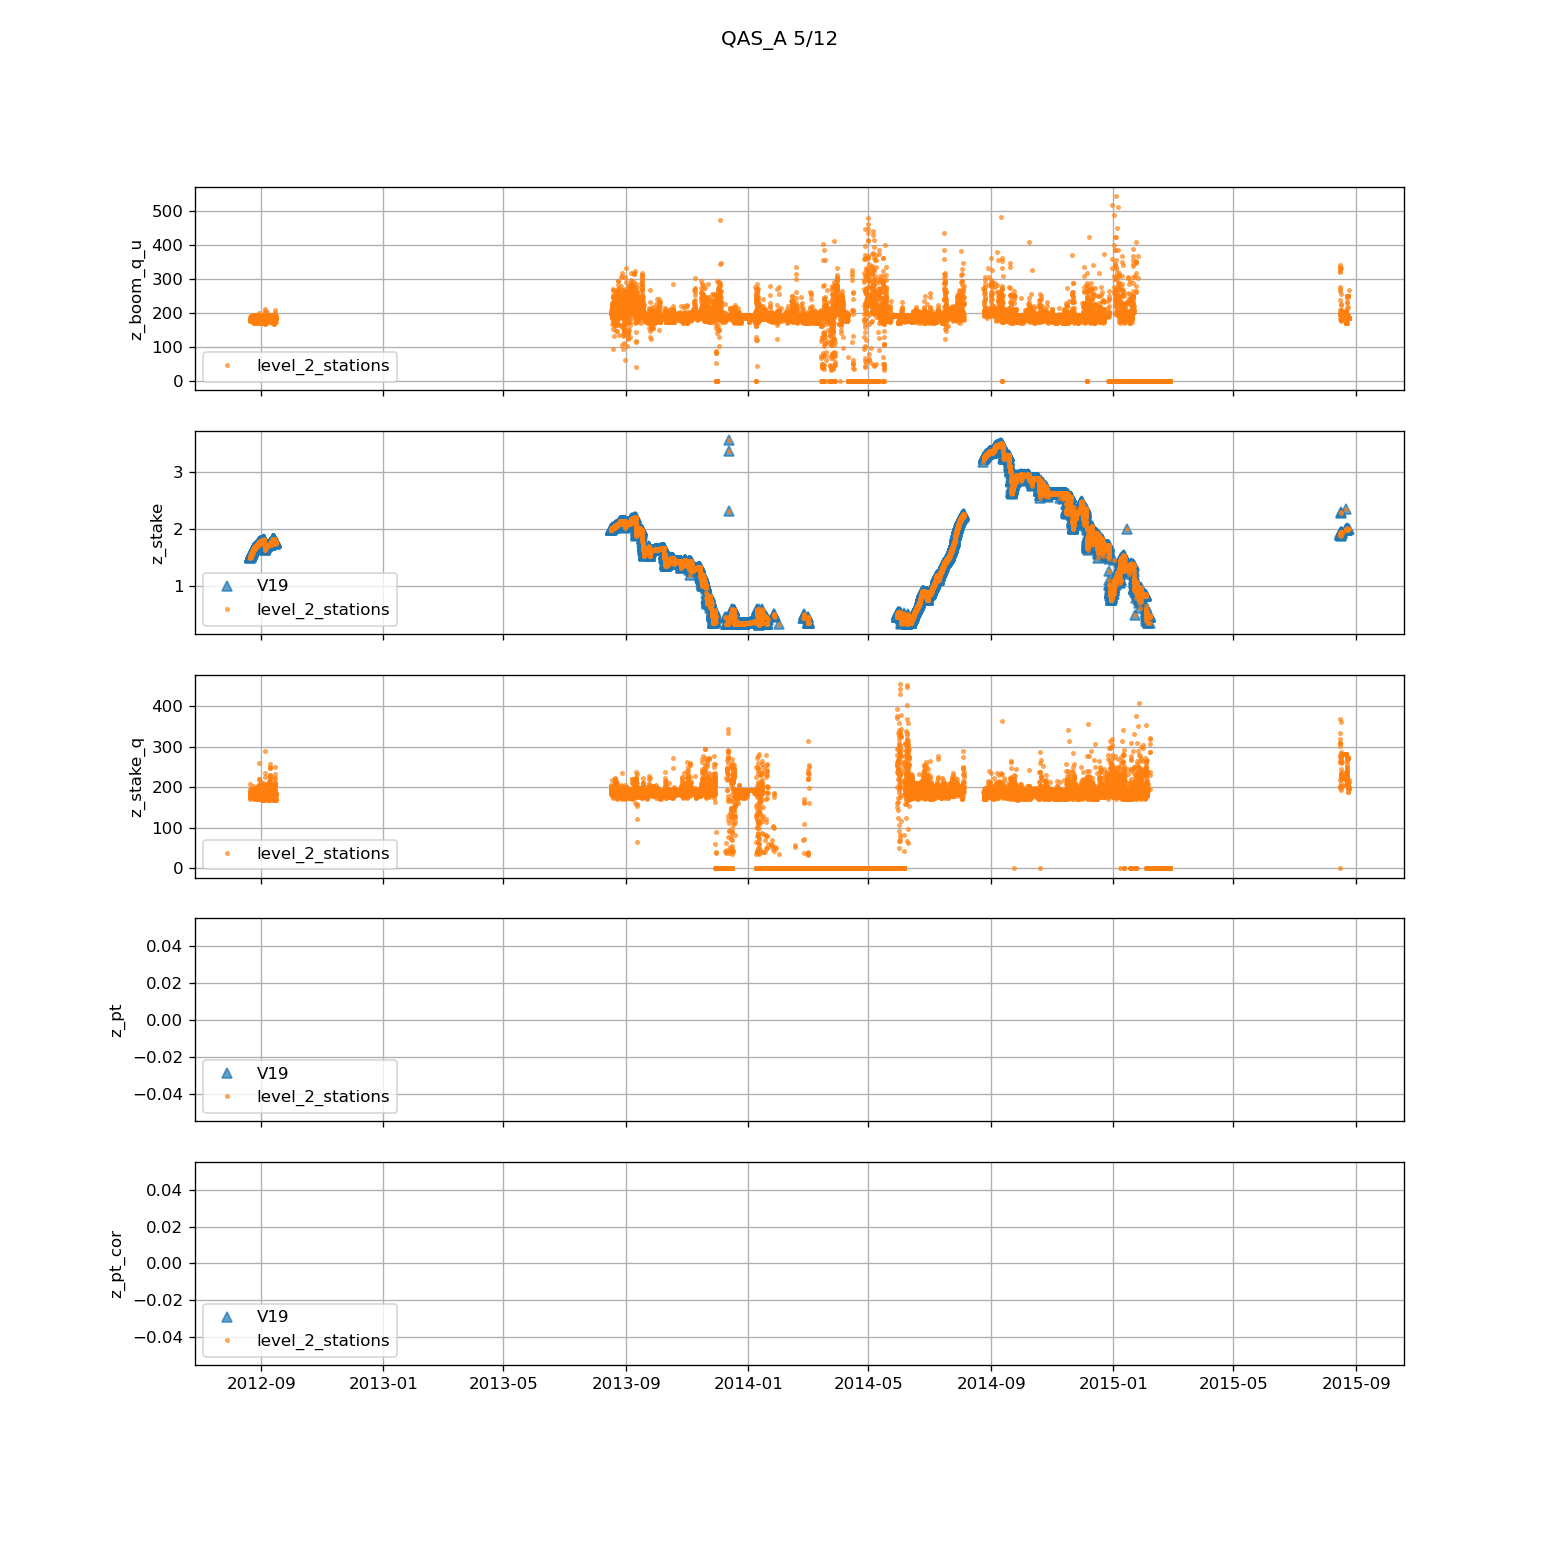 QAS_A 5/12
500
400
300
200
100
0
z_boom_q_u
level_2_stations
3
2
1
z_stake
V19
level_2_stations
400
300
200
100
0
z_stake_q
level_2_stations
0.04
0.02
0.00
−0.02
−0.04
z_pt
V19
level_2_stations
0.04
0.02
0.00
−0.02
−0.04
z_pt_cor
V19
level_2_stations
2012-09 2013-01 2013-05 2013-09 2014-01 2014-05 2014-09 2015-01 2015-05 2015-09